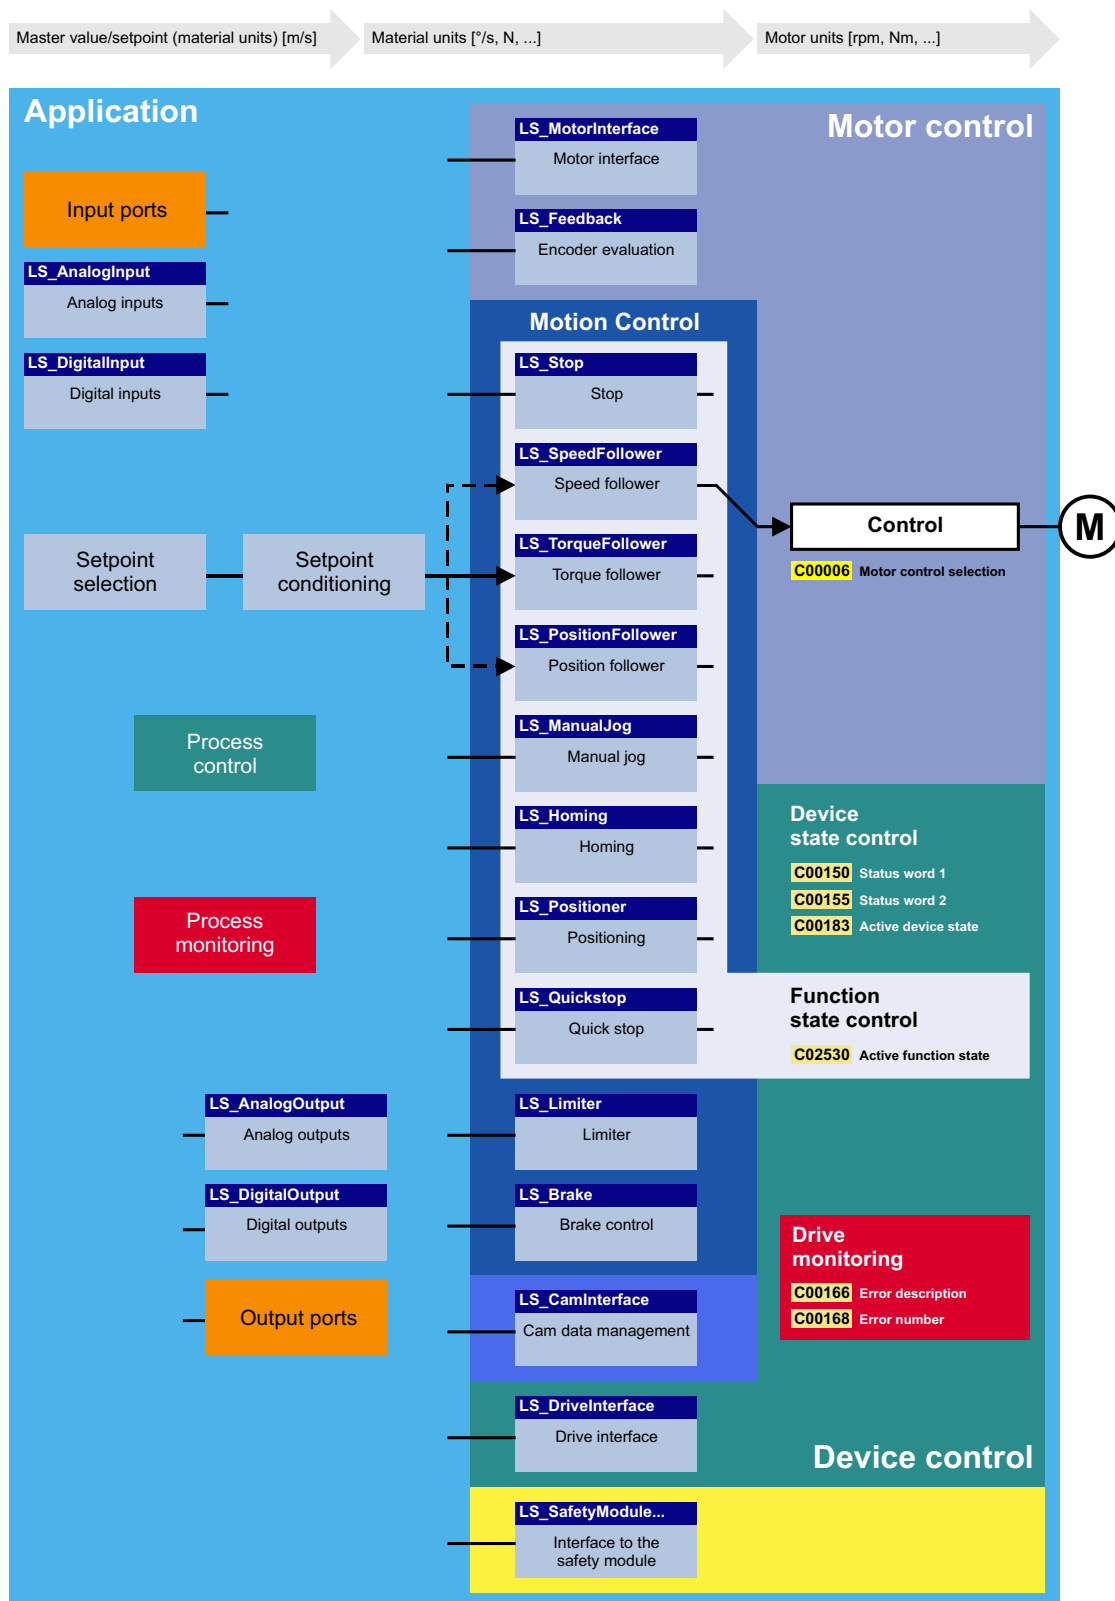 Master value/setpoint (material units) [m/s]
Material units [°/s, N, ...]
Motor units [rpm, Nm, ...]
Application
Motor control
LS_MotorInterface
Motor interface
Input ports
LS_Feedback
Encoder evaluation
LS_AnalogInput
Analog inputs
Motion Control
LS_DigitalInput
Digital inputs
LS_Stop
Stop
LS_SpeedFollower
Speed follower
Control
M
C00006 Motor control selection
Setpoint
selection
Setpoint
conditioning
LS_TorqueFollower
Torque follower
LS_PositionFollower
Position follower
Process
control
LS_ManualJog
Manual jog
LS_Homing
Homing
Device
state control
C00150 Status word 1
C00155 Status word 2
C00183 Active device state
Process
monitoring
LS_Positioner
Positioning
LS_Quickstop
Quick stop
Function
state control
C02530 Active function state
LS_AnalogOutput
Analog outputs
LS_Limiter
Limiter
LS_DigitalOutput
Digital outputs
LS_Brake
Brake control
Drive
monitoring
C00166 Error description
C00168 Error number
Output ports
LS_CamInterface
Cam data management
LS_DriveInterface
Drive interface
Device control
LS_SafetyModule...
Interface to the
safety module